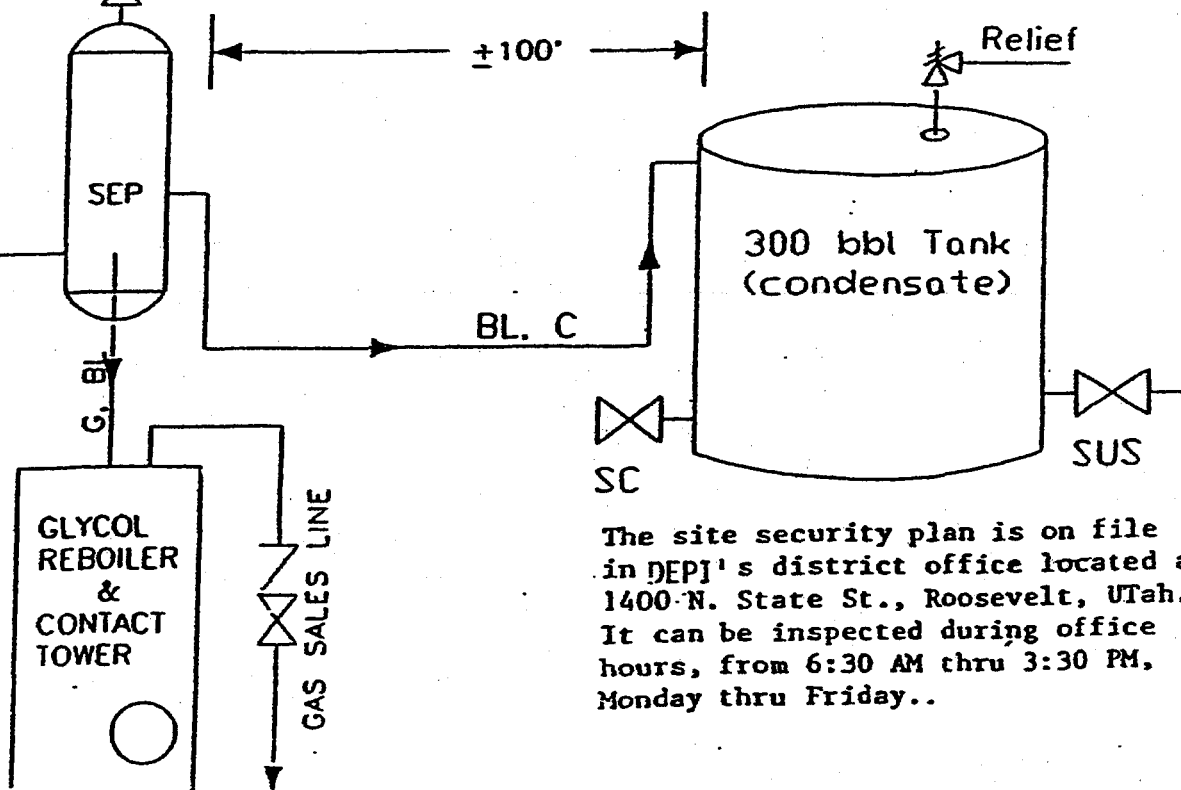 ±100'
Relief
SEP
300 bbl Tank
(condensate)
BL. C
G, BL
SC
SUS
GLYCOL
REBOILER
&
CONTACT
TOWER
GAS SALES LINE
The site security plan is on file
in DEPI's district office located a
1400 N. State St., Roosevelt, UTah.
It can be inspected during office
hours, from 6:30 AM thru 3:30 PM,
Monday thru Friday..